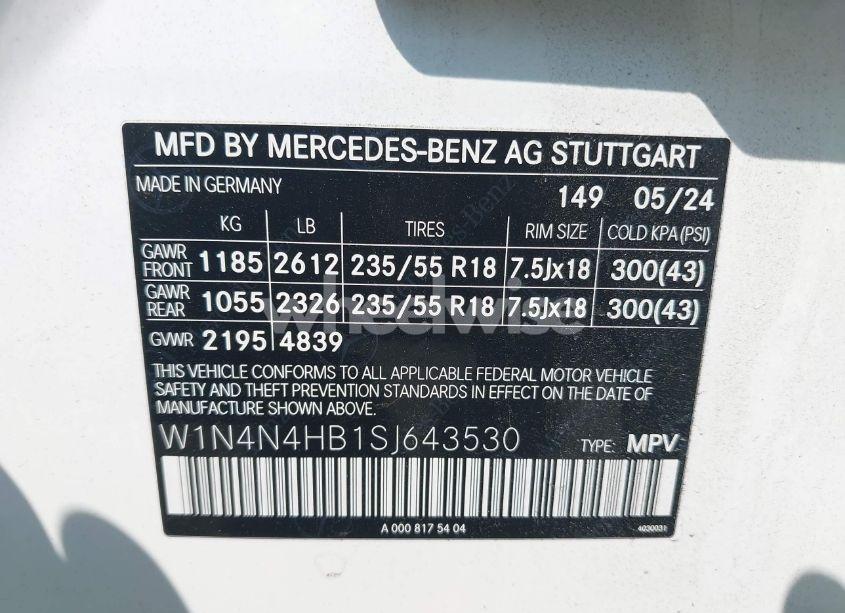 MFD BY MERCEDES-BENZ AG STUTTGART
MADE IN GERMANY 149 05/24
KG LB TIRES RIM SIZE COLD KPA (PSI)
GAWR FRONT 1185 2612 235/55 R18 7.5Jx18 300(43)
GAWR REAR 1055 2326 235/55 R18 7.5Jx18 300(43)
wheelwise
GVWR 2195 4839
THIS VEHICLE CONFORMS TO ALL APPLICABLE FEDERAL MOTOR VEHICLE
SAFETY AND THEFT PREVENTION STANDARDS IN EFFECT ON THE DATE OF
MANUFACTURE SHOWN ABOVE.
W1N4N4HB1SJ643530 TYPE: MPV
A 000 817 54 04 4030031